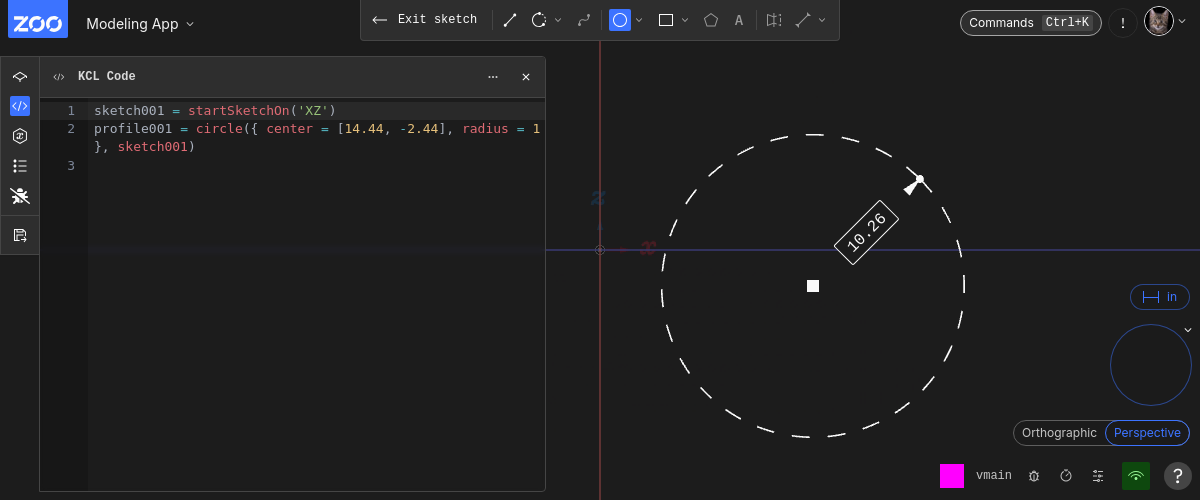 ZOO Modeling App Exit sketch A Commands Ctrl+K !
KCL Code
1 sketch001 = startSketchOn('XZ')
2 profile001 = circle({ center = [14.44, -2.44], radius = 1
}, sketch001)
3
z
x
10.26
in
Orthographic Perspective
vmain ?